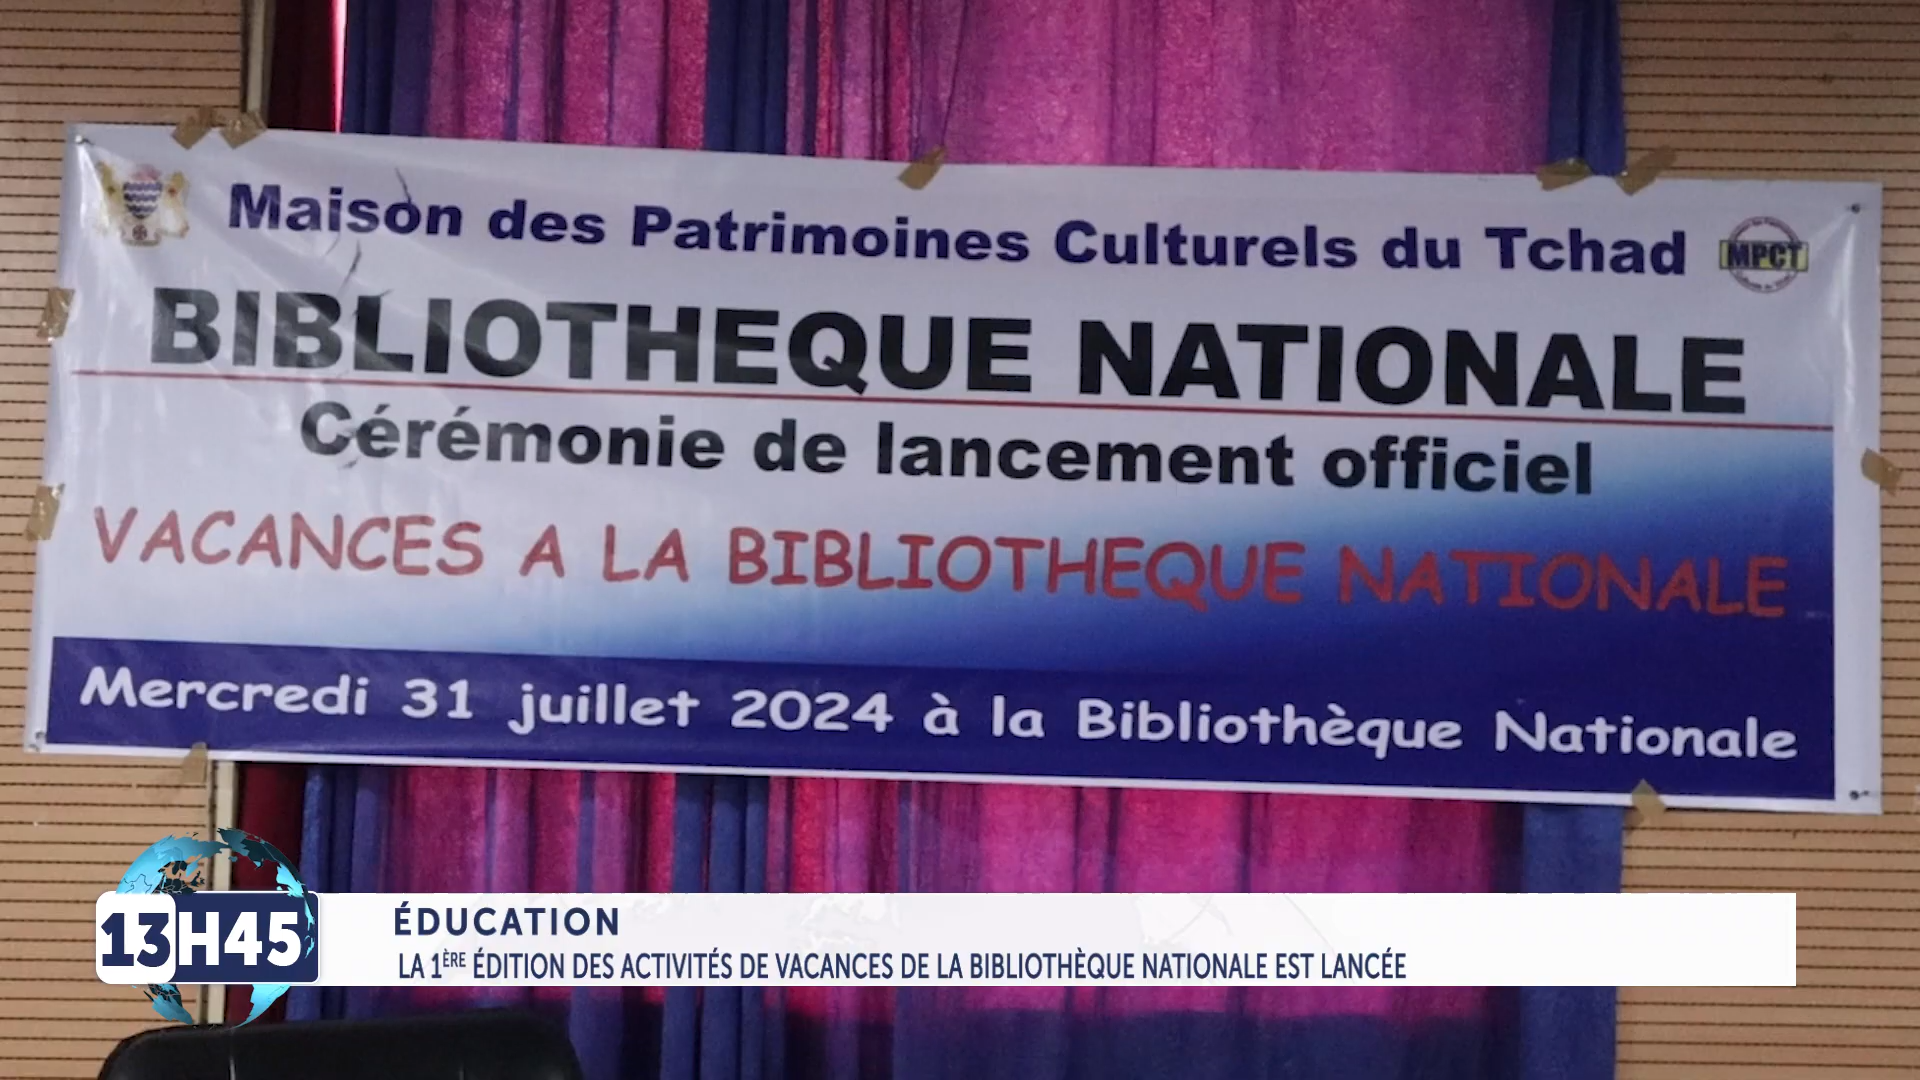 Maison des Patrimoines Culturels du Tchad
MPCT
BIBLIOTHEQUE NATIONALE
Cérémonie de lancement officiel
VACANCES A LA BIBLIOTHEQUE NATIONALE
Mercredi 31 juillet 2024 à la Bibliothèque Nationale
13H45
ÉDUCATION
LA 1ÈRE ÉDITION DES ACTIVITÉS DE VACANCES DE LA BIBLIOTHÈQUE NATIONALE EST LANCÉE